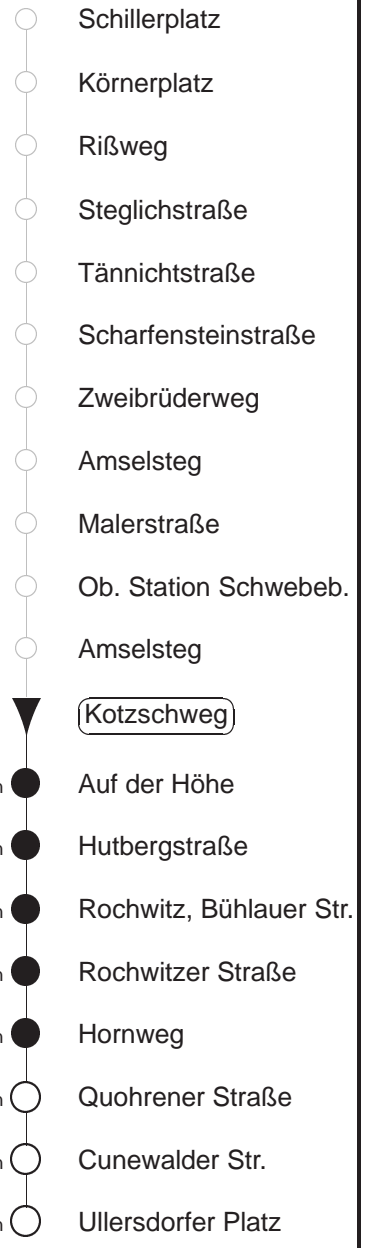 Schillerplatz
Körnerplatz
Rißweg
Steglichstraße
Tännichtstraße
Scharfensteinstraße
Zweibrüderweg
Amselsteg
Malerstraße
Ob. Station Schwebeb.
Amselsteg
Kotzschweg
Auf der Höhe
Hutbergstraße
Rochwitz, Bühlauer Str.
Rochwitzer Straße
Hornweg
Quohrener Straße
Cunewalder Str.
Ullersdorfer Platz